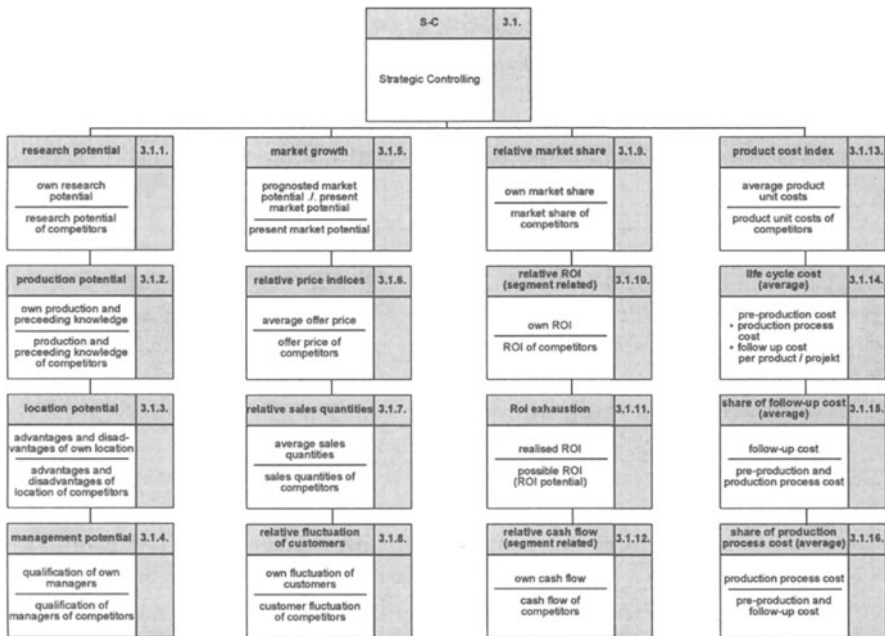 S-C 3.1.
Strategic Controlling
research potential 3.1.1.
own research
potential
research potential
of competitors
production potential 3.1.2.
own production and
preceeding knowledge
production and
preceeding knowledge
of competitors
location potential 3.1.3.
advantages and disad-
vantages of own location
advantages and
disadvantages of
location of competitors
management potential 3.1.4.
qualification of own
managers
qualification of
managers of competitors
market growth 3.1.5.
prognosted market
potential ./. present
market potential
present market potential
relative price indices 3.1.6.
average offer price
offer price of
competitors
relative sales quantities 3.1.7.
average sales
quantities
sales quantities
of competitors
relative fluctuation
of customers 3.1.8.
own fluctuation of
customers
customer fluctuation
of competitors
relative market share 3.1.9.
own market share
market share of
competitors
relative ROI
(segment related) 3.1.10.
own ROI
ROI of competitors
Roi exhaustion 3.1.11.
realised ROI
possible ROI
(ROI potential)
relative cash flow
(segment related) 3.1.12.
own cash flow
cash flow of
competitors
product cost index 3.1.13.
average product
unit costs
product unit costs of
competitors
life cycle cost
(average) 3.1.14.
pre-production cost
+ production process
cost
+ follow up cost
per product / projekt
share of follow-up cost
(average) 3.1.15.
follow-up cost
pre-production and
production process cost
share of production
process cost (average) 3.1.16.
production process cost
pre-production and
follow-up cost